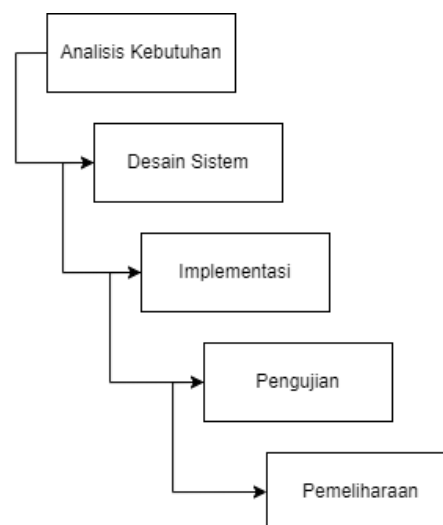 Analisis Kebutuhan
Desain Sistem
Implementasi
Pengujian
Pemeliharaan